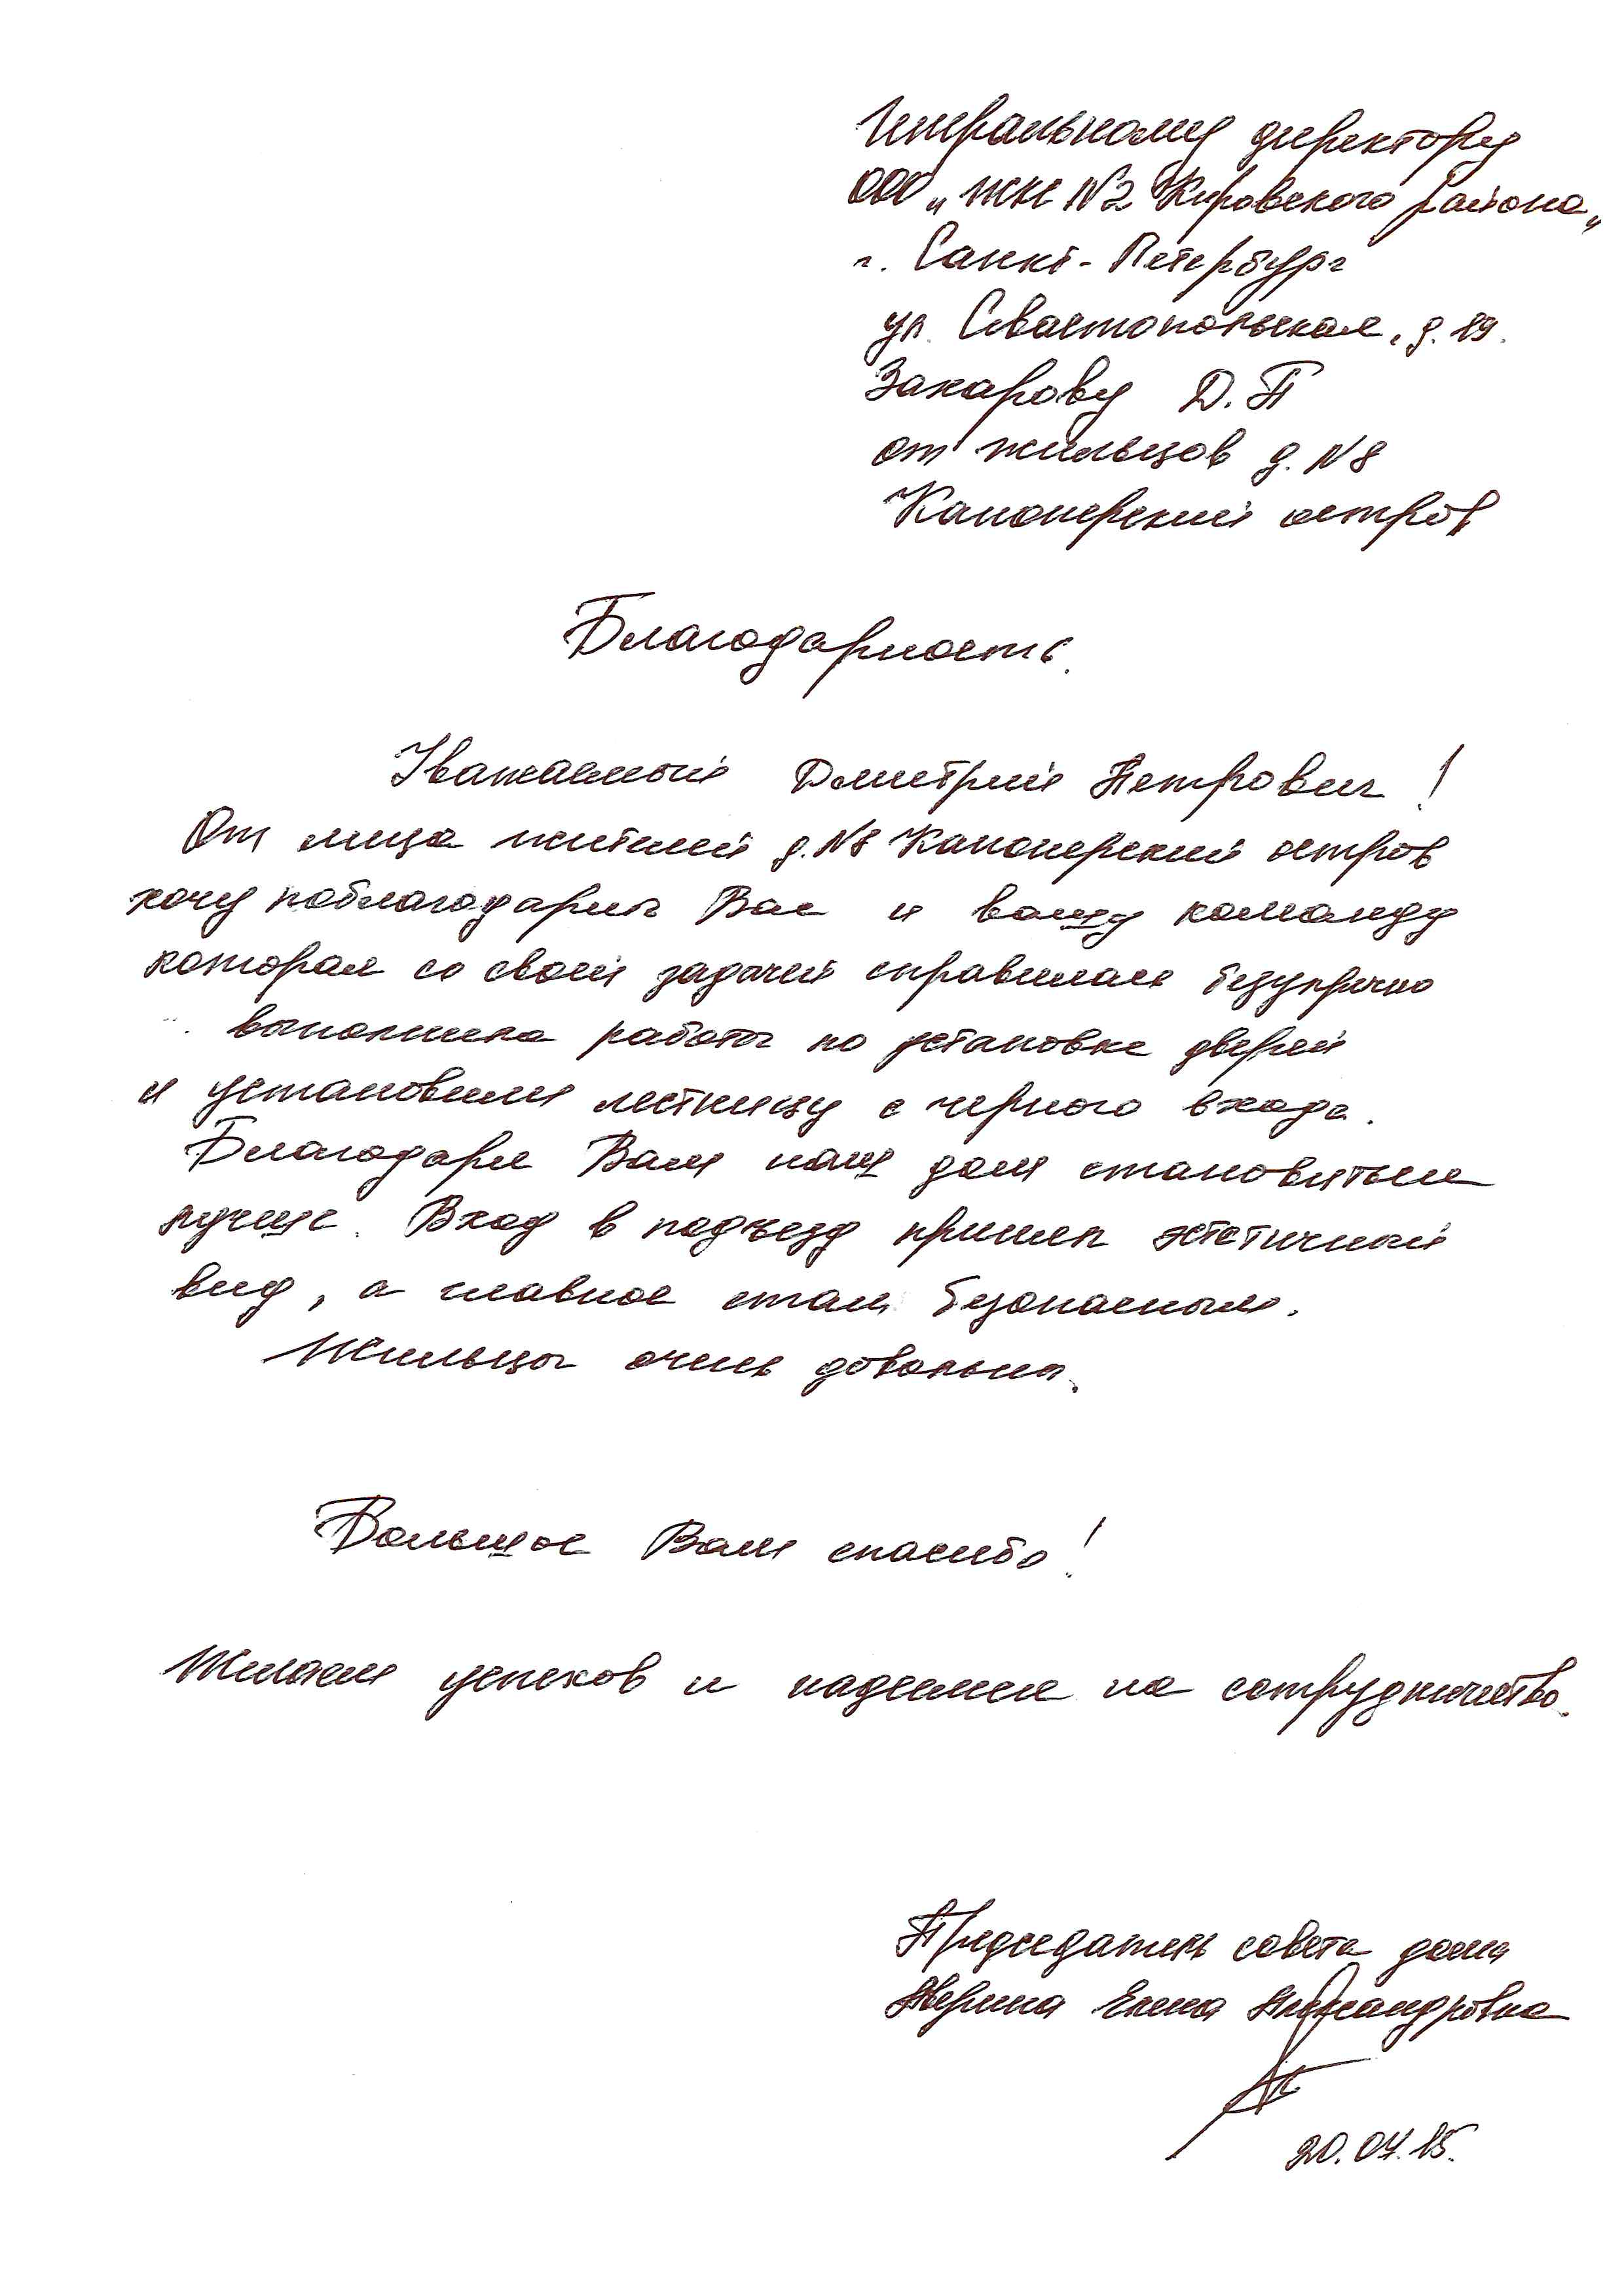 Генеральному директору
ООО „ЖКС №2 Кировского района"
г. Санкт-Петербург
ул. Севастопольская, д. 19.
Захарову Д.П
от жильцов д. №8
Канонерский остров
Благодарность.
Уважаемый Дмитрий Петрович!
От лица жителей д. №8 Канонерский остров
хочу поблагодарить Вас и вашу команду
которая со своей задачей справилась безупречно
выполнила работы по установке дверей
и установили лестницу с черного входа.
Благодаря Вам наш дом становиться
лучше. Вход в подъезд принял эстетичный
вид, а главное стал безопасным.
Жильцы очень довольны.
Большое Вам спасибо!
Желаем успехов и надеемся на сотрудничество.
Председатель совета дома
Аверина Елена Александровна
20.04.15.